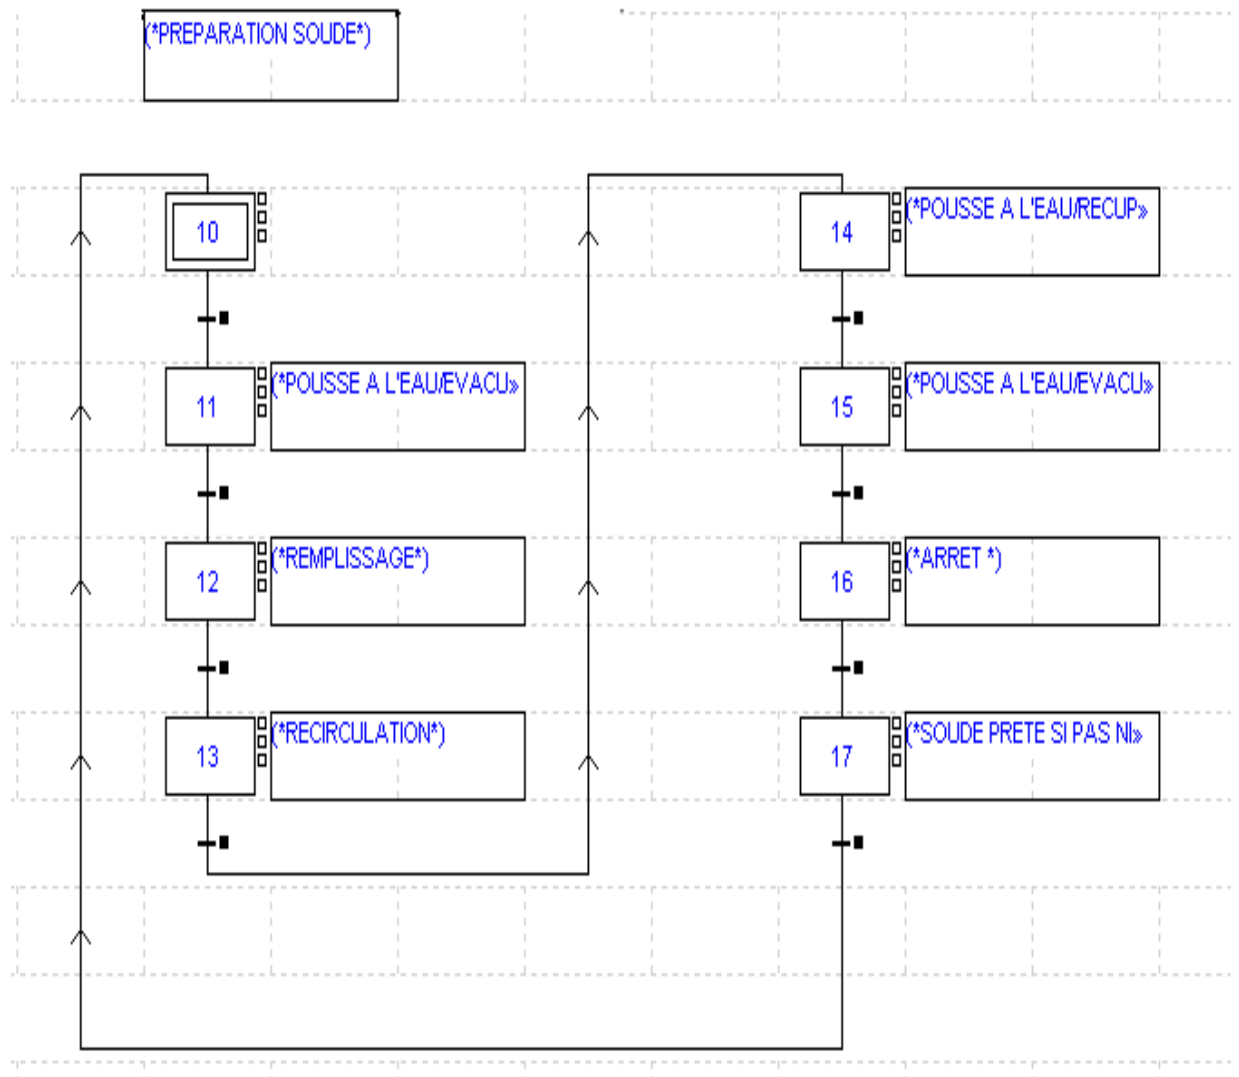 (*PREPARATION SOUDE*)
10
11
(*POUSSE A L'EAU/EVACU»
12
(*REMPLISSAGE*)
13
(*RECIRCULATION*)
14
(*POUSSE A L'EAU/RECUP»
15
(*POUSSE A L'EAU/EVACU»
16
(*ARRET *)
17
(*SOUDE PRETE SI PAS NI»